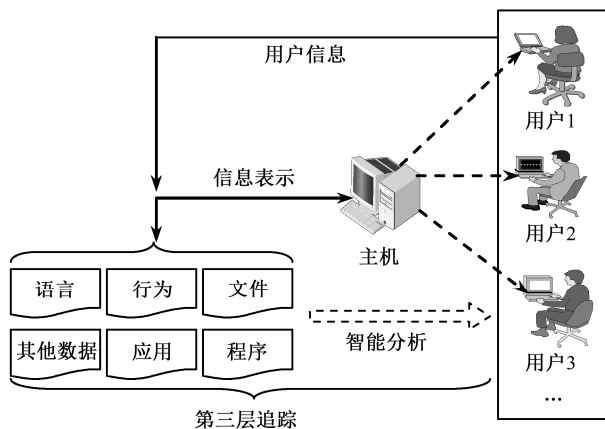 用户信息
用户1
信息表示
主机
用户2
语言
行为
文件
智能分析
其他数据
应用
程序
用户3
...
第三层追踪